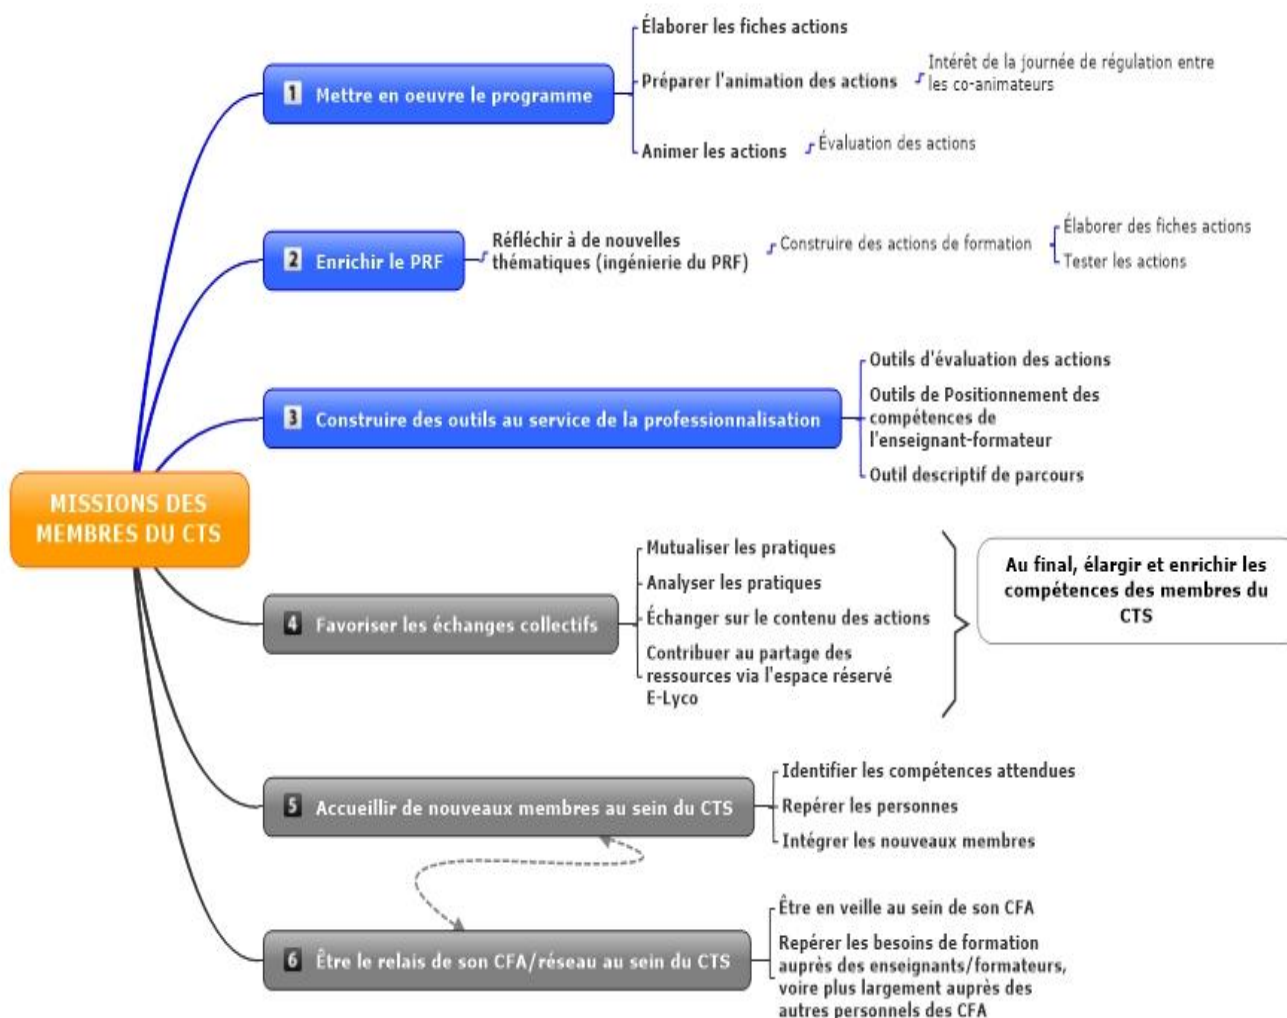 MISSIONS DES
MEMBRES DU CTS
1 Mettre en oeuvre le programme
Élaborer les fiches actions
Préparer l'animation des actions
Intérêt de la journée de régulation entre
les co-animateurs
Animer les actions
Évaluation des actions
2 Enrichir le PRF
Réfléchir à de nouvelles
thématiques (ingénierie du PRF)
Construire des actions de formation
Élaborer des fiches actions
Tester les actions
3 Construire des outils au service de la professionnalisation
Outils d'évaluation des actions
Outils de Positionnement des
compétences de
l'enseignant-formateur
Outil descriptif de parcours
4 Favoriser les échanges collectifs
Mutualiser les pratiques
Analyser les pratiques
Échanger sur le contenu des actions
Contribuer au partage des
ressources via l'espace réservé
E-Lyco
Au final, élargir et enrichir les
compétences des membres du
CTS
5 Accueillir de nouveaux membres au sein du CTS
Identifier les compétences attendues
Repérer les personnes
Intégrer les nouveaux membres
6 Être le relais de son CFA/réseau au sein du CTS
Être en veille au sein de son CFA
Repérer les besoins de formation
auprès des enseignants/formateurs,
voire plus largement auprès des
autres personnels des CFA